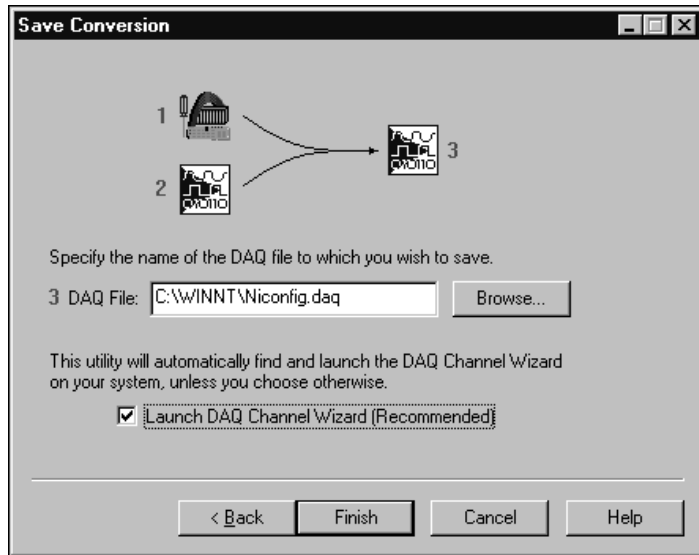 Save Conversion
1
2
3
Specify the name of the DAQ file to which you wish to save.
3 DAQ File: C:\WINNT\Niconfig.daq Browse...
This utility will automatically find and launch the DAQ Channel Wizard
on your system, unless you choose otherwise.
Launch DAQ Channel Wizard (Recommended)
< Back Finish Cancel Help